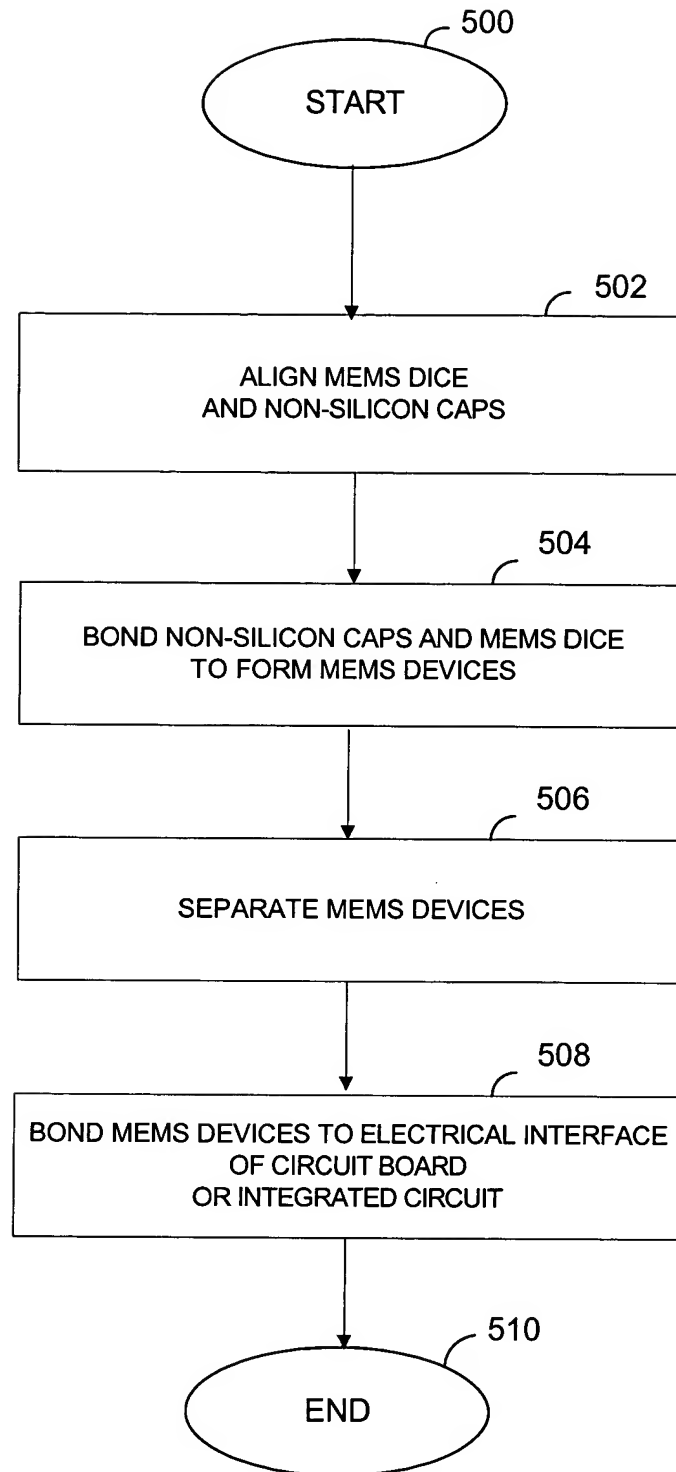 500
START
502
ALIGN MEMS DICE
AND NON-SILICON CAPS
504
BOND NON-SILICON CAPS AND MEMS DICE
TO FORM MEMS DEVICES
506
SEPARATE MEMS DEVICES
508
BOND MEMS DEVICES TO ELECTRICAL INTERFACE
OF CIRCUIT BOARD
OR INTEGRATED CIRCUIT
510
END